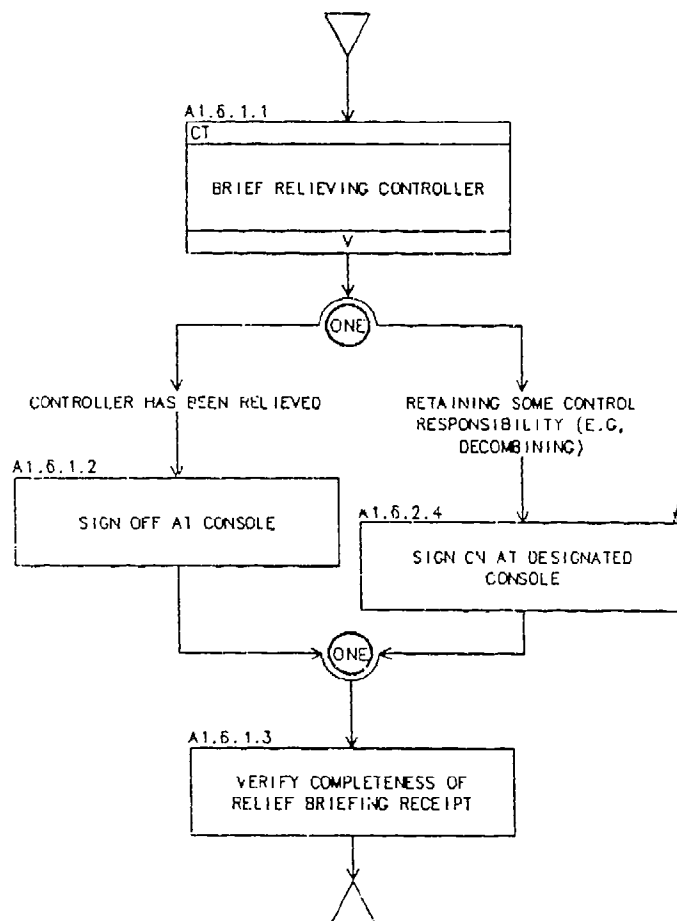 A1.6.1.1
CT
BRIEF RELIEVING CONTROLLER
V
ONE
CONTROLLER HAS BEEN RELIEVED
RETAINING SOME CONTROL
RESPONSIBILITY (E.G,
DECOMBINING)
A1.6.1.2
SIGN OFF AT CONSOLE
A1.6.2.4
*
SIGN ON AT DESIGNATED
CONSOLE
ONE
A1.6.1.3
VERIFY COMPLETENESS OF
RELIEF BRIEFING RECEIPT